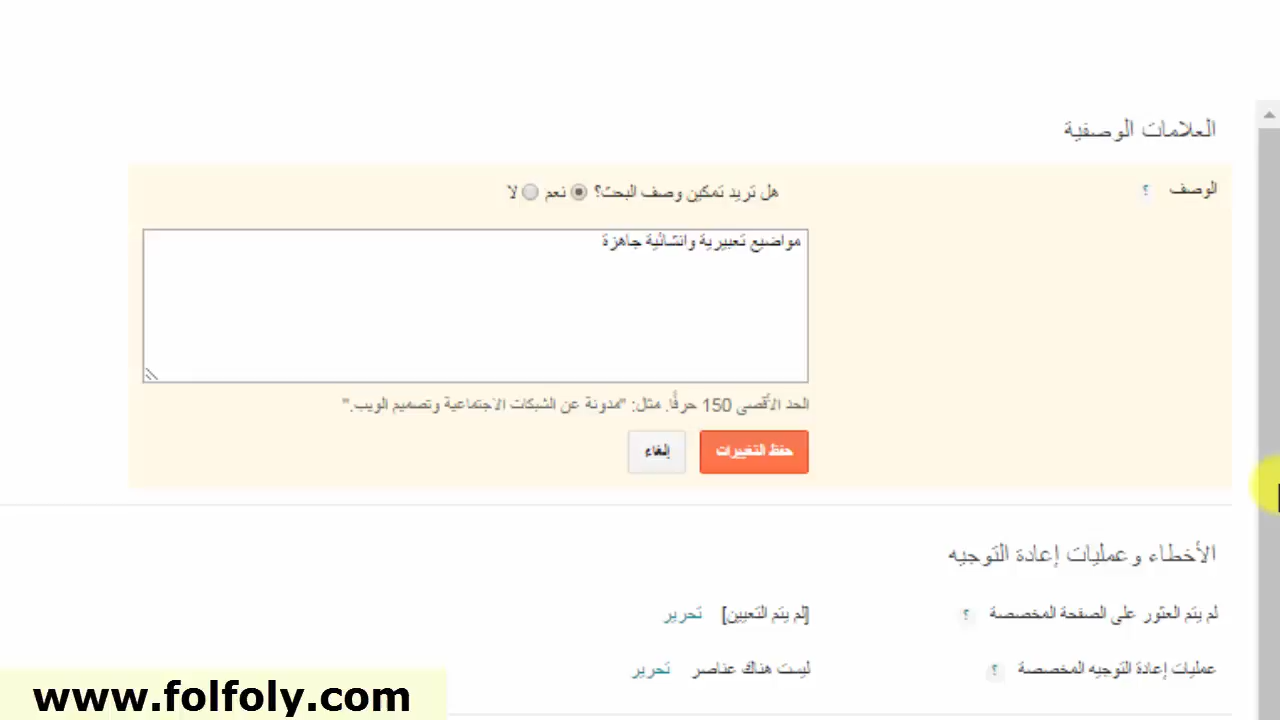 العلامات الوصفية
الوصف ؟
هل تريد تمكين وصف البحث؟ نعم لا
مواضيع تعبيرية وانشائية جاهزة
الحد الأقصى 150 حرفًا. مثل: "مدونة عن الشبكات الاجتماعية وتصميم الويب."
حفظ التغييرات إلغاء
الأخطاء وعمليات إعادة التوجيه
لم يتم العثور على الصفحة المخصصة ؟ [لم يتم التعيين] تحرير
عمليات إعادة التوجيه المخصصة ؟ ليست هناك عناصر تحرير
www.folfoly.com